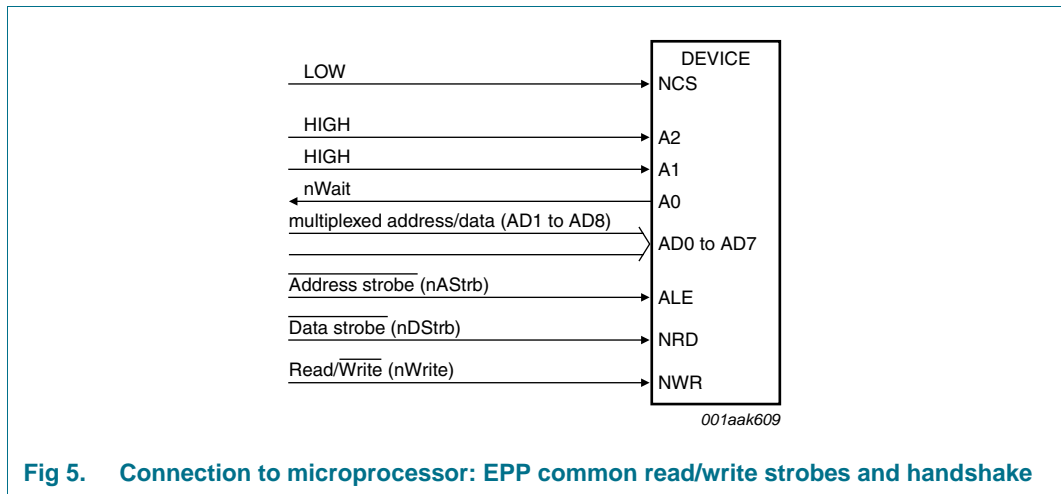 DEVICE
LOW
NCS
HIGH
A2
HIGH
A1
nWait
A0
multiplexed address/data (AD1 to AD8)
AD0 to AD7
Address strobe (nAStrb)
ALE
Data strobe (nDStrb)
NRD
Read/Write (nWrite)
NWR
001aak609
Fig 5. Connection to microprocessor: EPP common read/write strobes and handshake